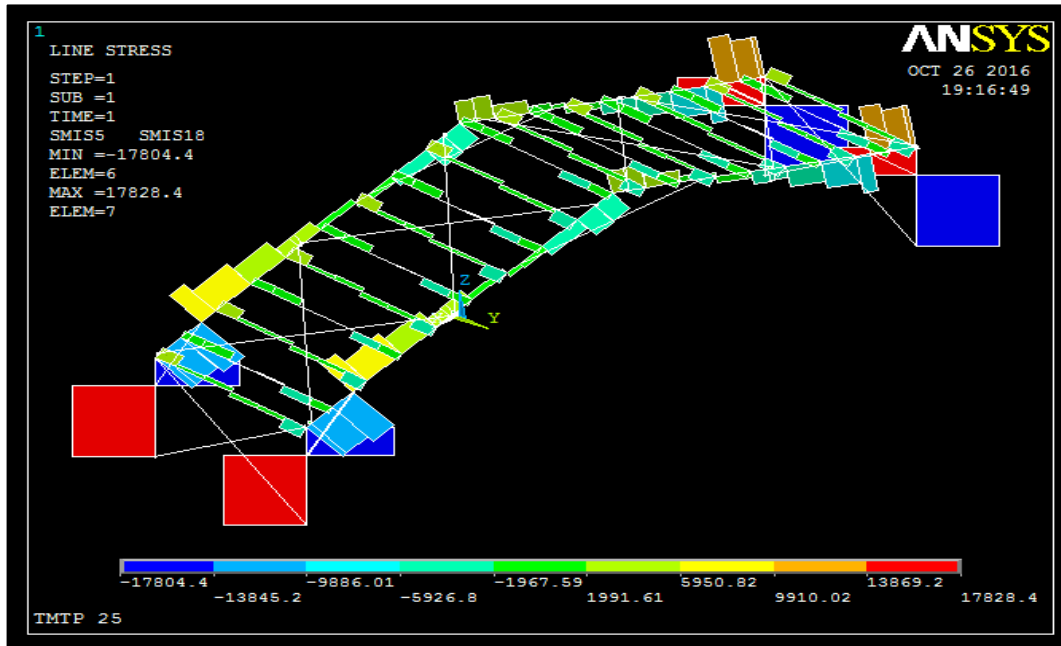 1
LINE STRESS
STEP=1
SUB =1
TIME=1
SMIS5 SMIS18
MIN =-17804.4
ELEM=6
MAX =17828.4
ELEM=7
ANSYS
OCT 26 2016
19:16:49
Z
Y
-17804.4 -9886.01 -1967.59 5950.82 13869.2
-13845.2 -5926.8 1991.61 9910.02 17828.4
TMTP 25